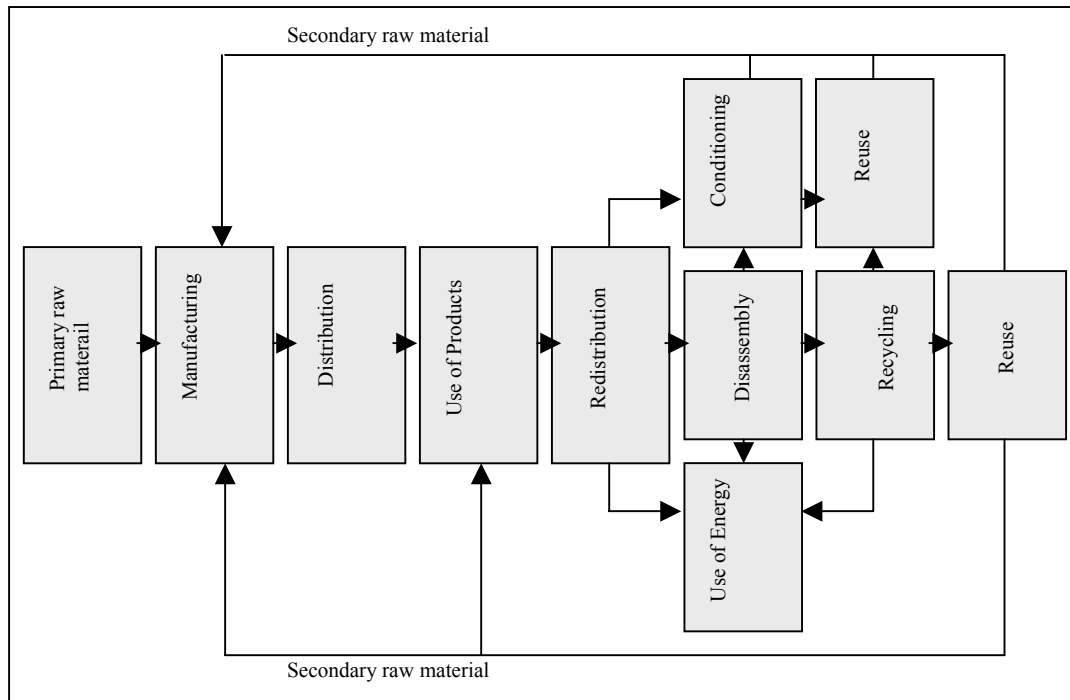 Secondary raw material
Conditioning
Reuse
Primary raw
materail
Manufacturing
Distribution
Use of Products
Redistribution
Disassembly
Recycling
Reuse
Use of Energy
Secondary raw material